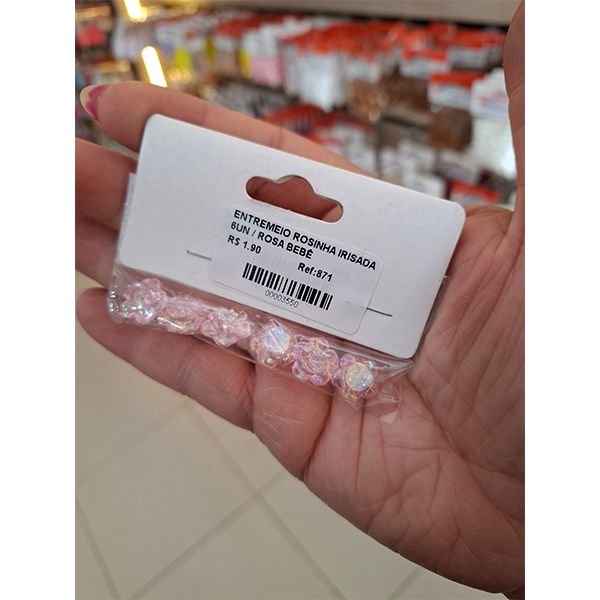 ENTREMEIO ROSINHA IRISADA
6UN / ROSA BEBÊ
R$ 1.90 Ref:871
00003550